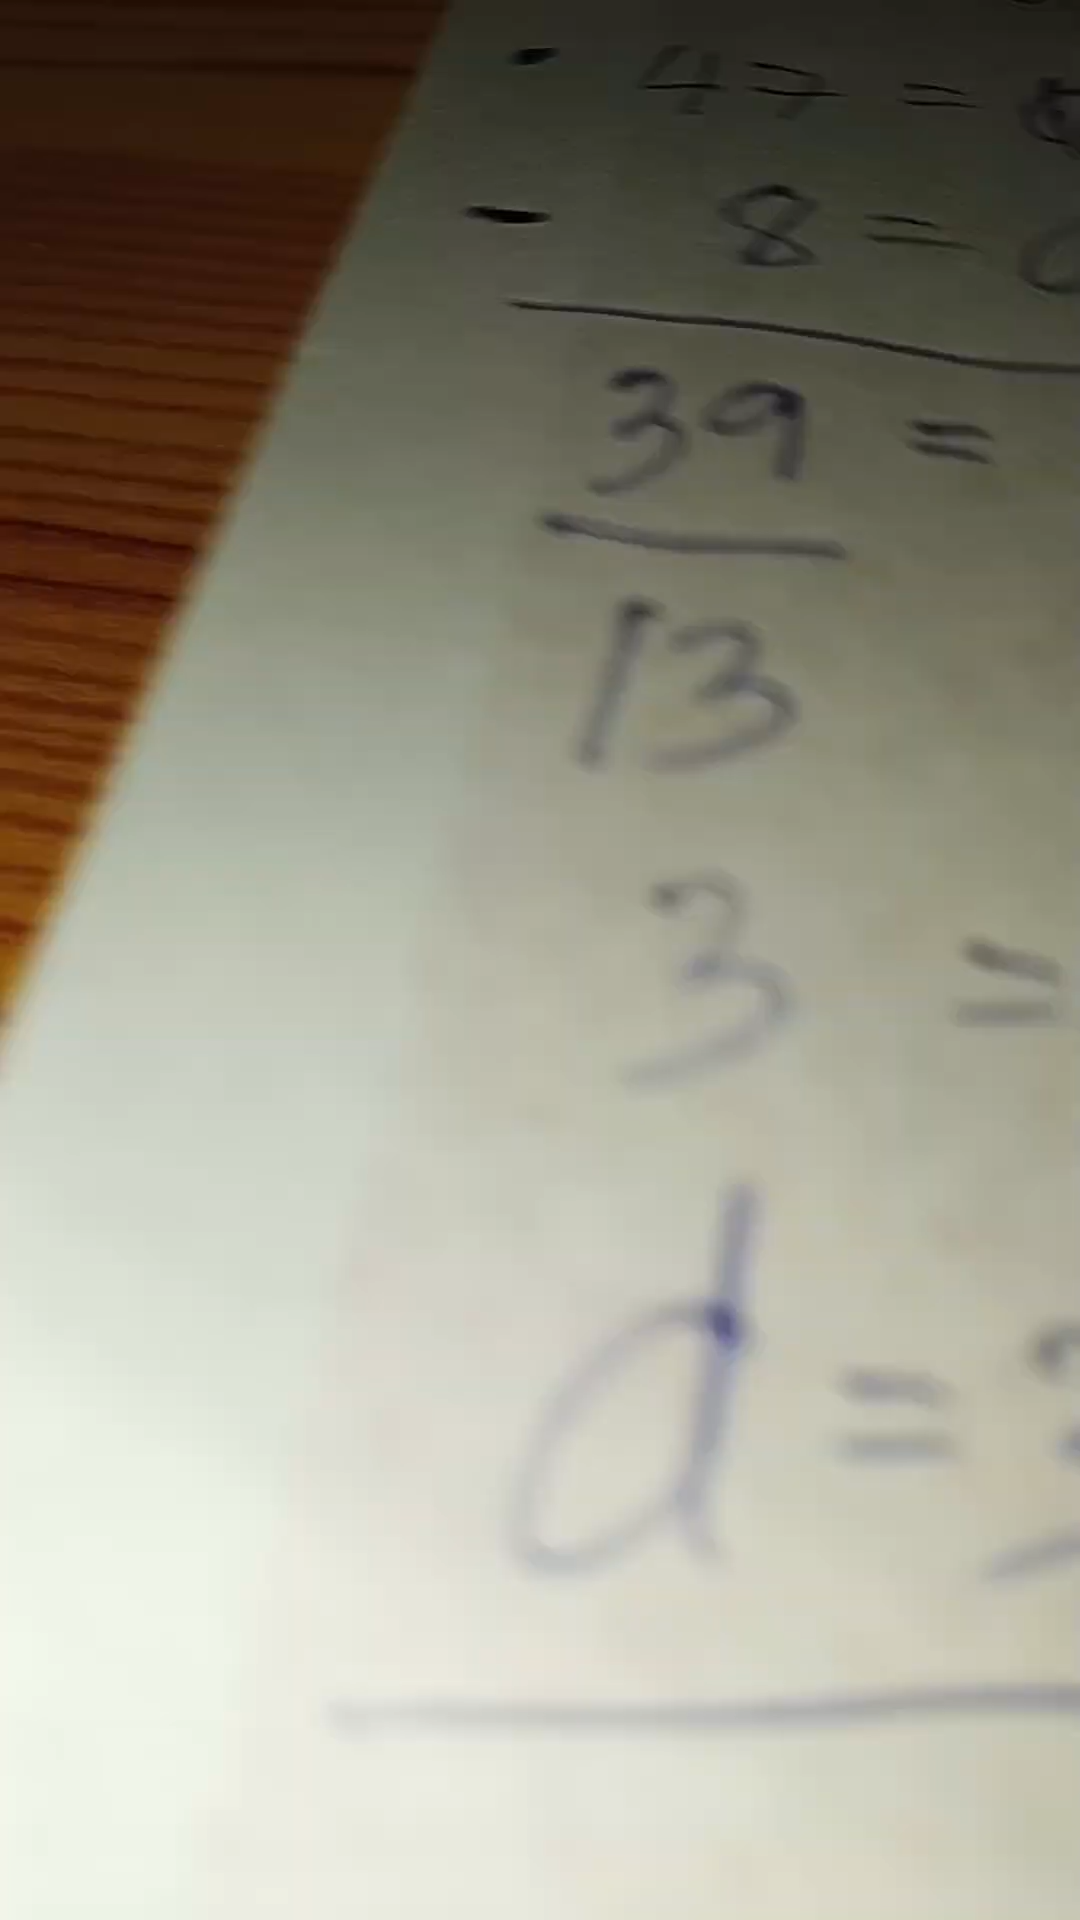 47 =
- 8 =
39 =
13
3 =
d =